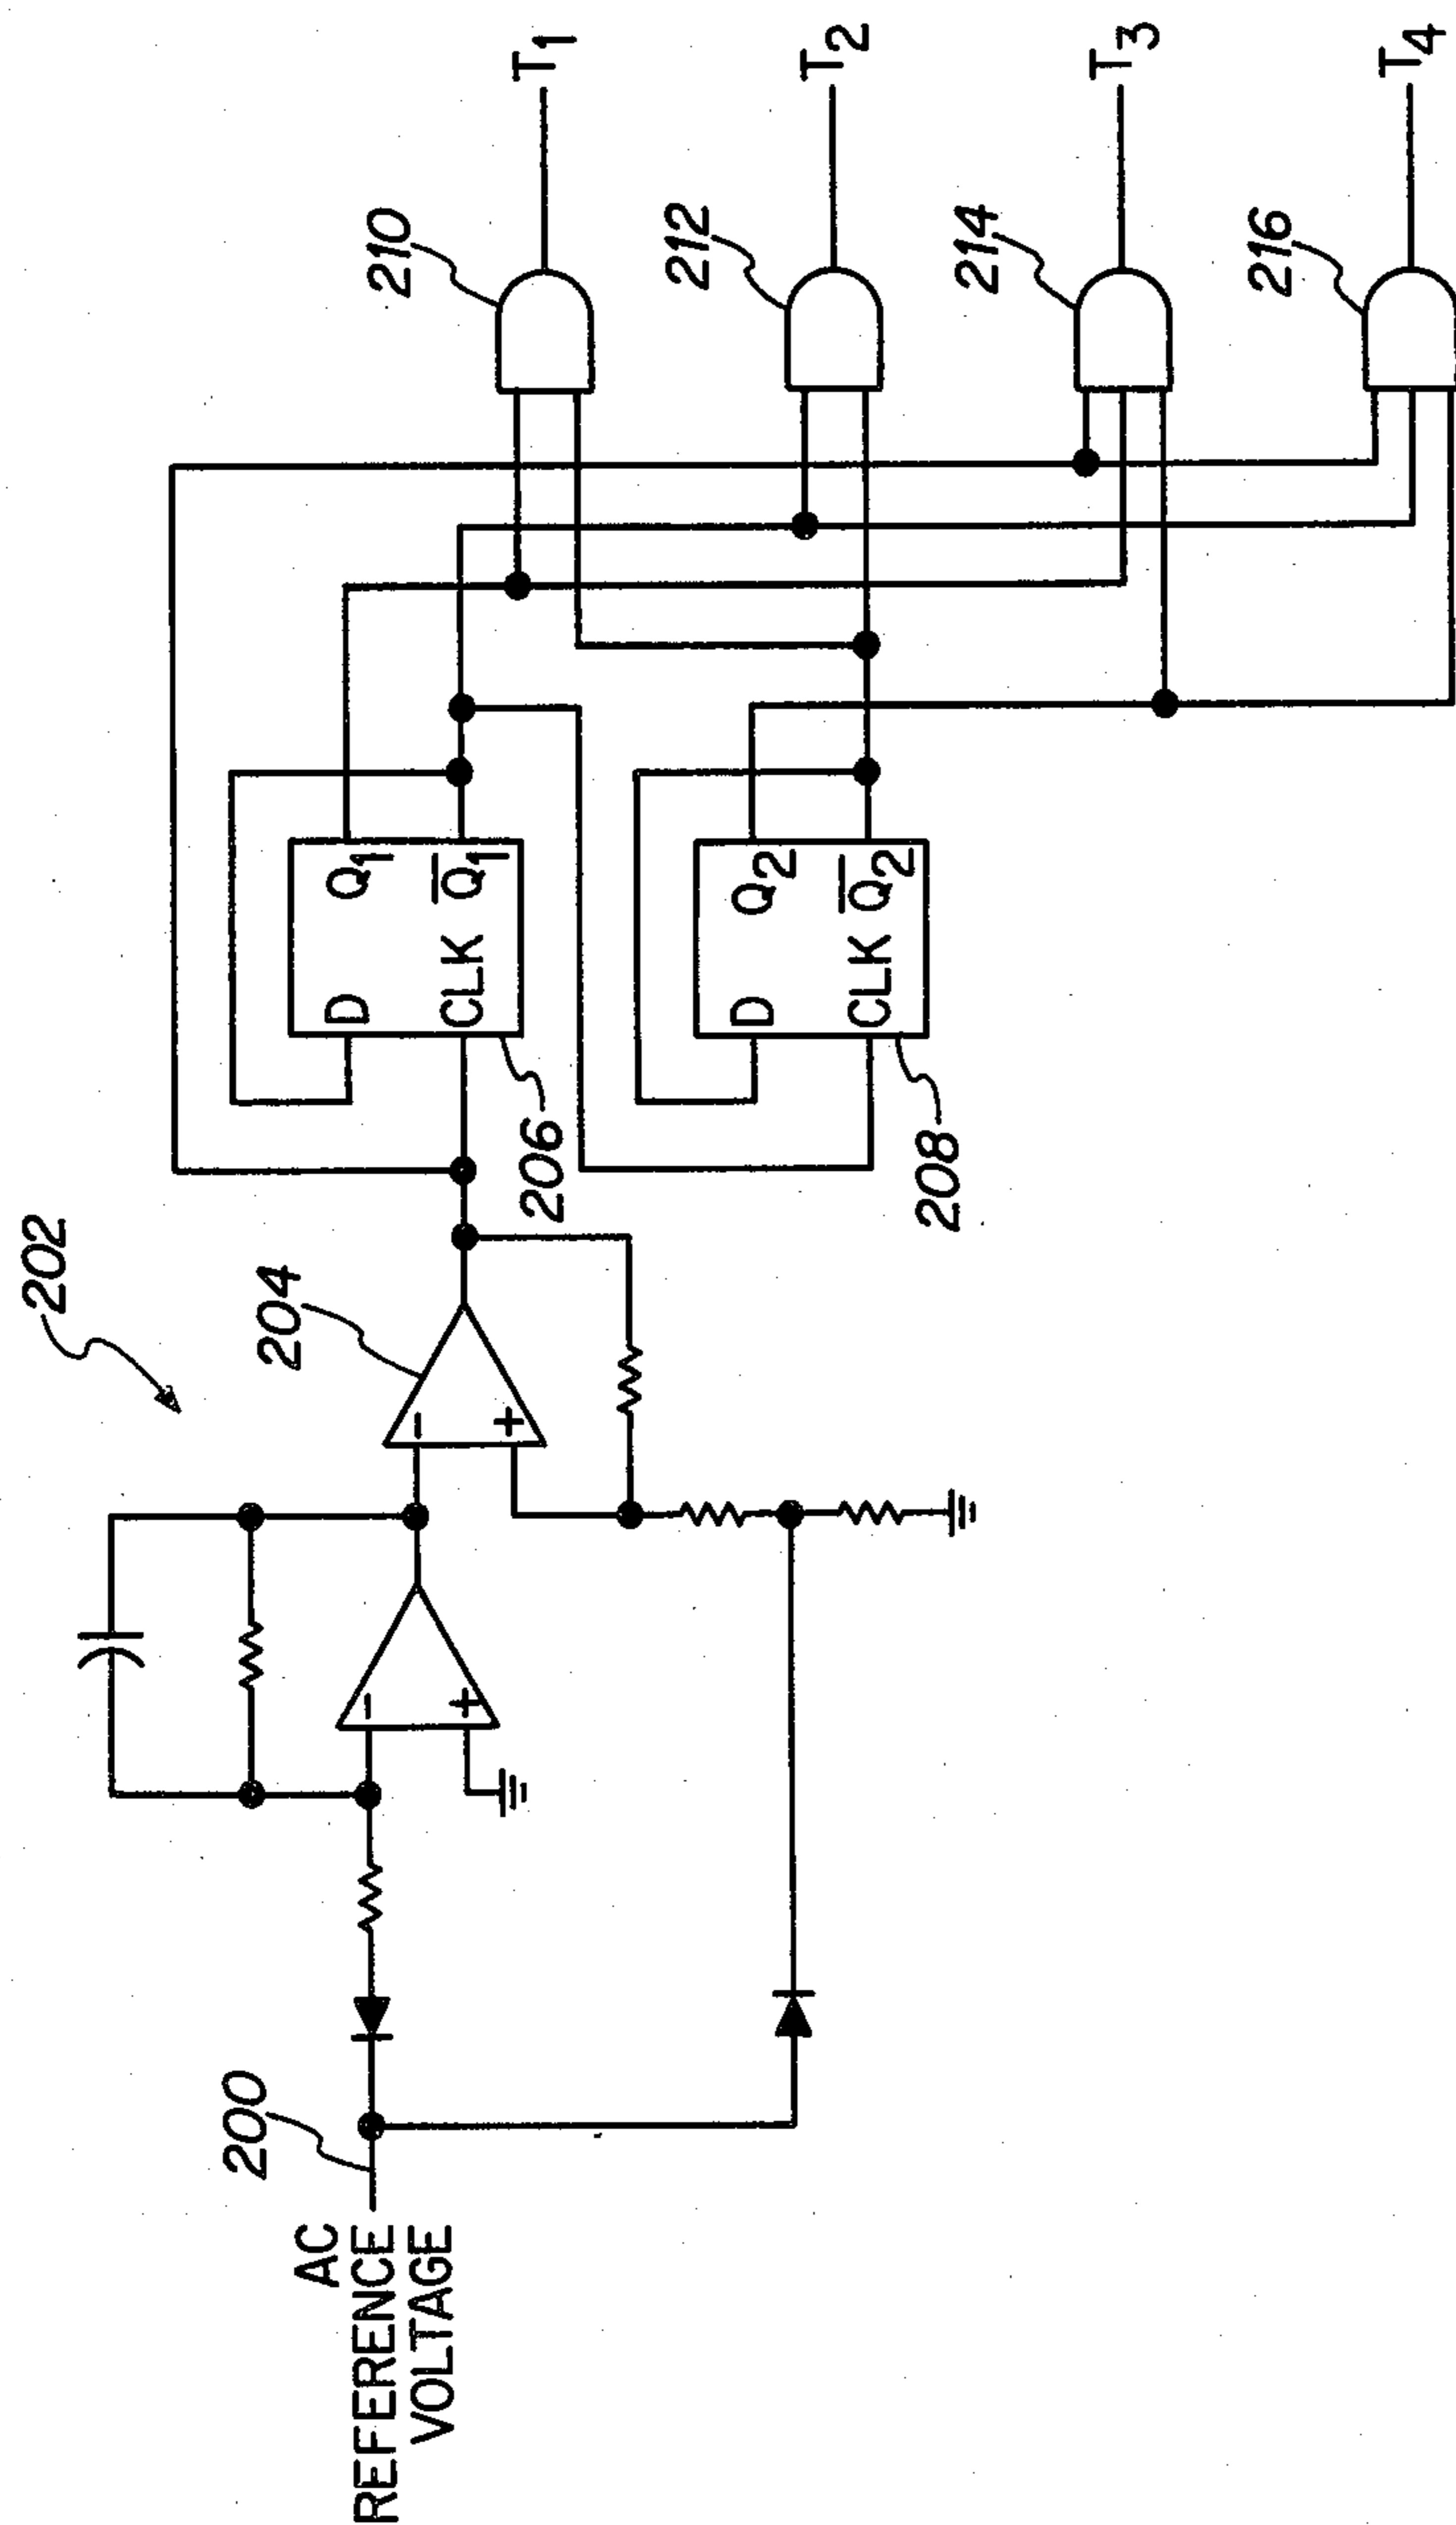 202
AC
REFERENCE
VOLTAGE
200
-
+
204
-
+
206
D
Q1
CLK
Q̅1
208
D
Q2
CLK
Q̅2
210
T1
212
T2
214
T3
216
T4